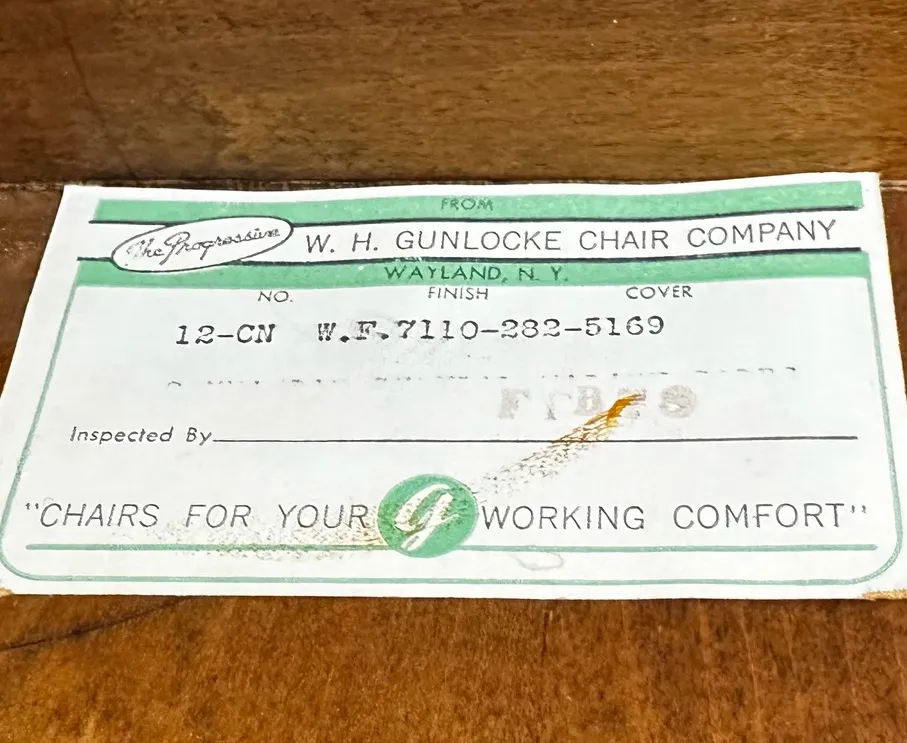 FROM
The Progressive W. H. GUNLOCKE CHAIR COMPANY
WAYLAND, N. Y.
NO. FINISH COVER
12-CN W.F.7110-282-5169
Inspected By
"CHAIRS FOR YOUR g WORKING COMFORT"